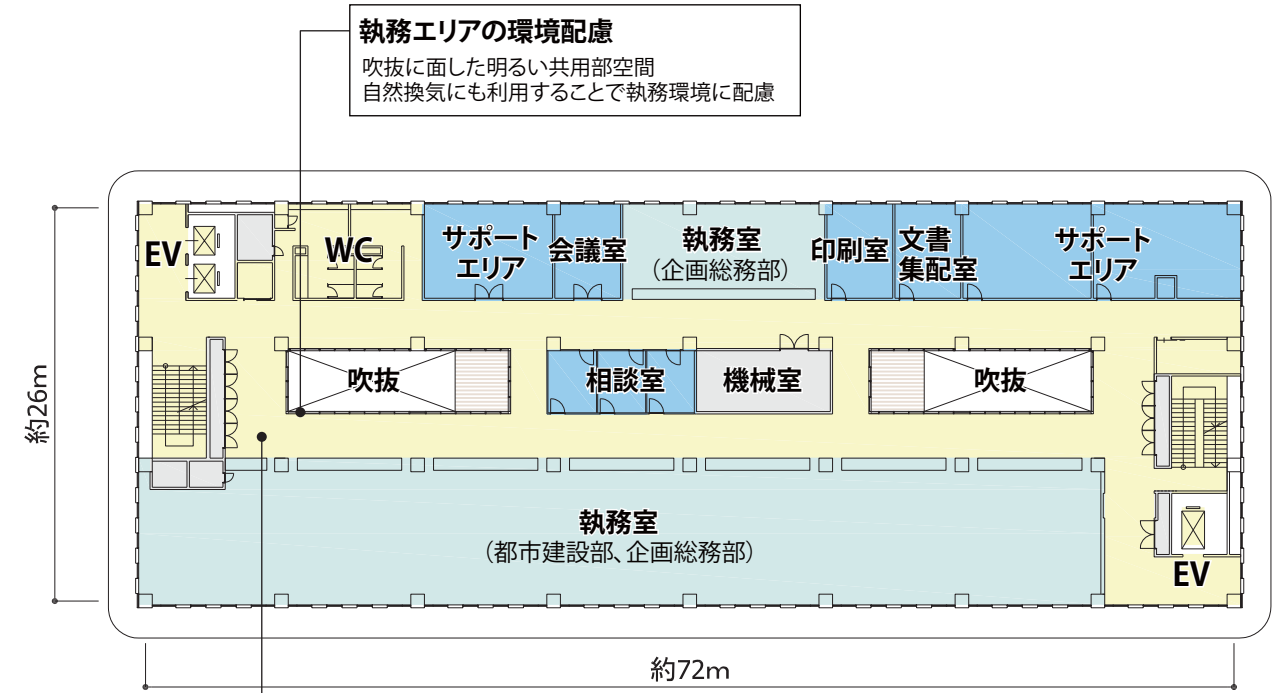 執務エリアの環境配慮
吹抜に面した明るい共用部空間
自然換気にも利用することで執務環境に配慮
EV
WC
サポート
エリア
会議室
執務室
（企画総務部）
印刷室
文書
集配室
サポート
エリア
吹抜
相談室
機械室
吹抜
約26m
執務室
（都市建設部、企画総務部）
EV
約72m